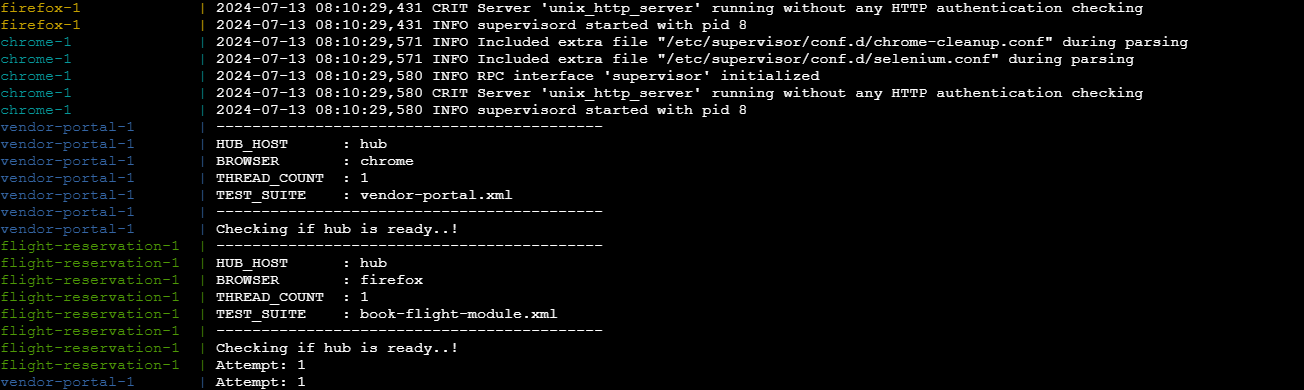 firefox-1 | 2024-07-13 08:10:29,431 CRIT Server 'unix_http_server' running without any HTTP authentication checking
firefox-1 | 2024-07-13 08:10:29,431 INFO supervisord started with pid 8
chrome-1 | 2024-07-13 08:10:29,571 INFO Included extra file "/etc/supervisor/conf.d/chrome-cleanup.conf" during parsing
chrome-1 | 2024-07-13 08:10:29,571 INFO Included extra file "/etc/supervisor/conf.d/selenium.conf" during parsing
chrome-1 | 2024-07-13 08:10:29,580 INFO RPC interface 'supervisor' initialized
chrome-1 | 2024-07-13 08:10:29,580 CRIT Server 'unix_http_server' running without any HTTP authentication checking
chrome-1 | 2024-07-13 08:10:29,580 INFO supervisord started with pid 8
vendor-portal-1 | -------------------------------------------
vendor-portal-1 | HUB_HOST : hub
vendor-portal-1 | BROWSER : chrome
vendor-portal-1 | THREAD_COUNT : 1
vendor-portal-1 | TEST_SUITE : vendor-portal.xml
vendor-portal-1 | -------------------------------------------
vendor-portal-1 | Checking if hub is ready..!
flight-reservation-1 | -------------------------------------------
flight-reservation-1 | HUB_HOST : hub
flight-reservation-1 | BROWSER : firefox
flight-reservation-1 | THREAD_COUNT : 1
flight-reservation-1 | TEST_SUITE : book-flight-module.xml
flight-reservation-1 | -------------------------------------------
flight-reservation-1 | Checking if hub is ready..!
flight-reservation-1 | Attempt: 1
vendor-portal-1 | Attempt: 1